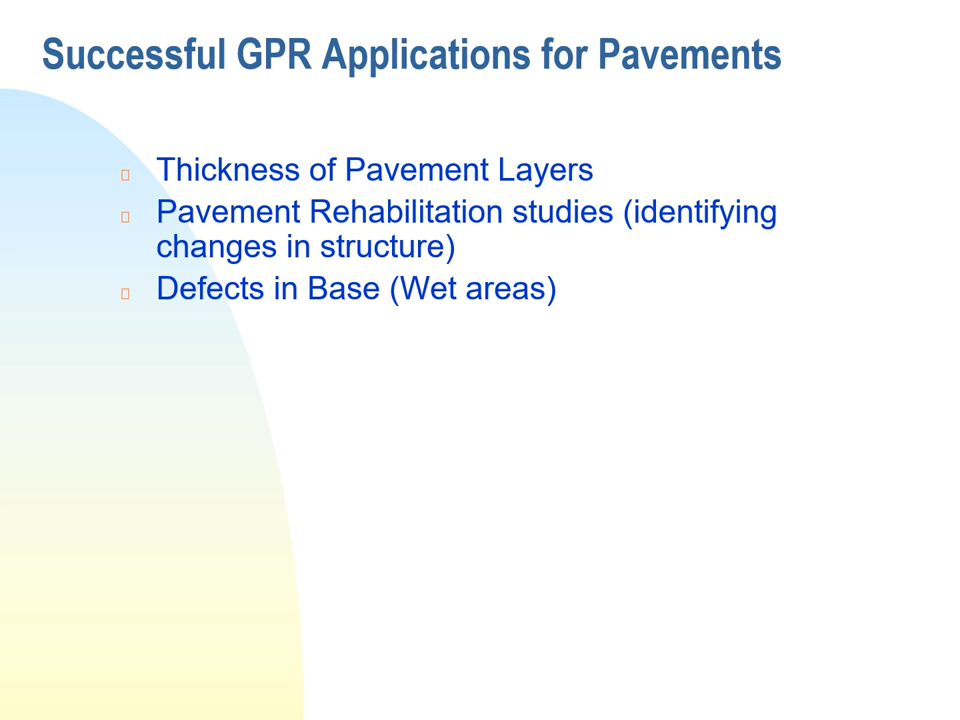 Successful GPR Applications for Pavements
Thickness of Pavement Layers
Pavement Rehabilitation studies (identifying
changes in structure)
Defects in Base (Wet areas)